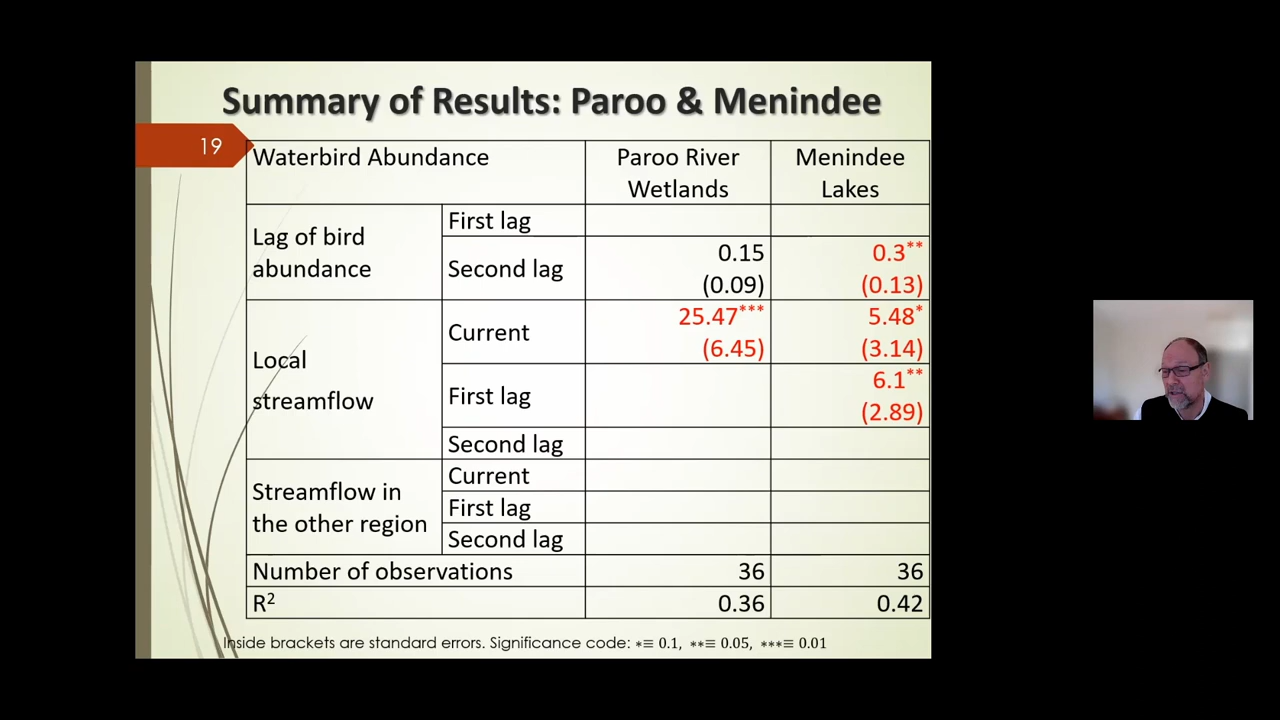 Summary of Results: Paroo & Menindee
19
Waterbird Abundance
Paroo River
Wetlands
Menindee
Lakes
Lag of bird
abundance
First lag
Second lag
0.15
(0.09)
0.3**
(0.13)
Local
streamflow
Current
25.47***
(6.45)
5.48*
(3.14)
First lag
6.1**
(2.89)
Second lag
Streamflow in
the other region
Current
First lag
Second lag
Number of observations 36 36
R² 0.36 0.42
Inside brackets are standard errors. Significance code: *≡ 0.1, **≡ 0.05, ***≡ 0.01